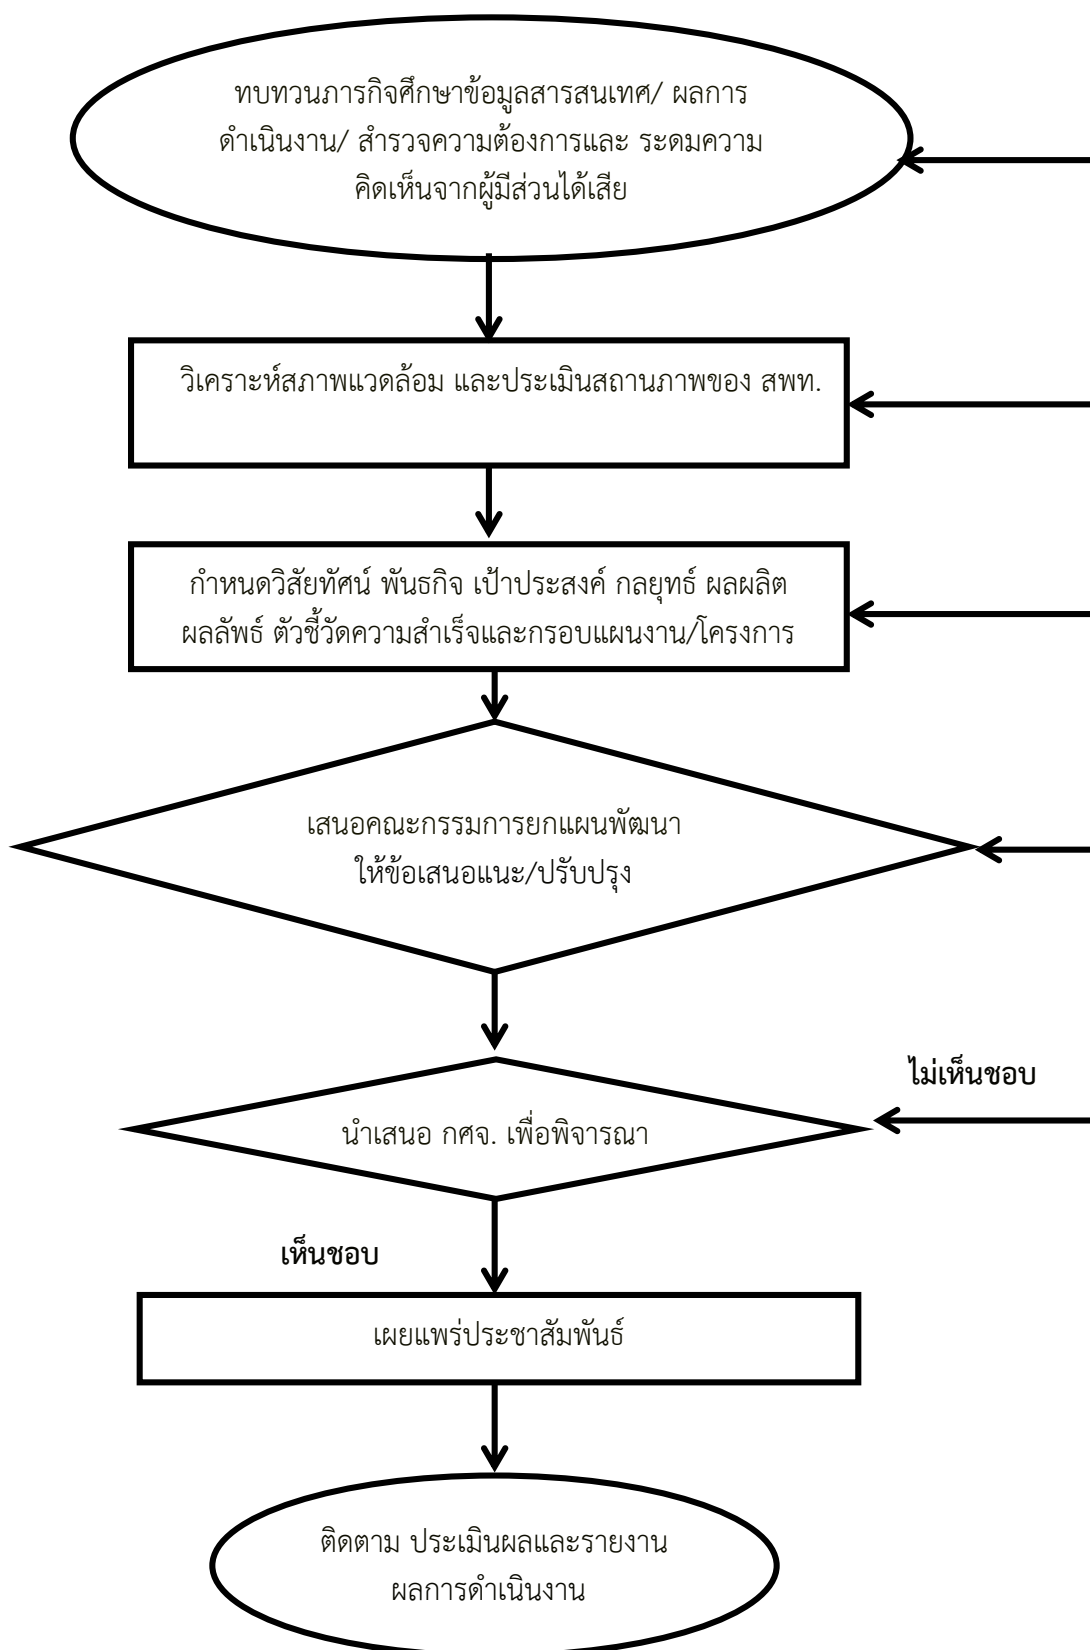 ทบทวนภารกิจศึกษาข้อมูลสารสนเทศ/ ผลการ
ดำเนินงาน/ สำรวจความต้องการและ ระดมความ
คิดเห็นจากผู้มีส่วนได้เสีย
วิเคราะห์สภาพแวดล้อม และประเมินสถานภาพของ สพท.
กำหนดวิสัยทัศน์ พันธกิจ เป้าประสงค์ กลยุทธ์ ผลผลิต
ผลลัพธ์ ตัวชี้วัดความสำเร็จและกรอบแผนงาน/โครงการ
เสนอคณะกรรมการยกแผนพัฒนา
ให้ข้อเสนอแนะ/ปรับปรุง
ไม่เห็นชอบ
นำเสนอ กศจ. เพื่อพิจารณา
เห็นชอบ
เผยแพร่ประชาสัมพันธ์
ติดตาม ประเมินผลและรายงาน
ผลการดำเนินงาน